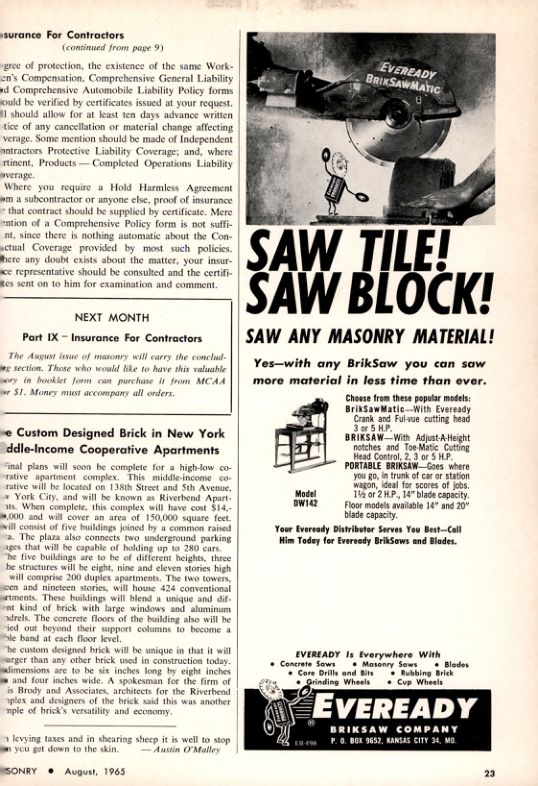 surance For Contractors
(continued from page 9)
gree of protection, the existence of the same Work-
en's Compensation, Comprehensive General Liability
d Comprehensive Automobile Liability Policy forms
ould be verified by certificates issued at your request.
ll should allow for at least ten days advance written
tice of any cancellation or material change affecting
verage. Some mention should be made of Independent
ntractors Protective Liability Coverage; and, where
rtinent, Products — Completed Operations Liability
overage.
Where you require a Hold Harmless Agreement
om a subcontractor or anyone else, proof of insurance
that contract should be supplied by certificate. Mere
ention of a Comprehensive Policy form is not suffi-
nt, since there is nothing automatic about the Con-
ctual Coverage provided by most such policies.
here any doubt exists about the matter, your insur-
ce representative should be consulted and the certifi-
tes sent on to him for examination and comment.
NEXT MONTH
Part IX – Insurance For Contractors
The August issue of masonry will carry the conclud-
g section. Those who would like to have this valuable
ory in booklet form can purchase it from MCAA
or $1. Money must accompany all orders.
e Custom Designed Brick in New York
ddle-Income Cooperative Apartments
Final plans will soon be complete for a high-low co-
rative apartment complex. This middle-income co-
rative will be located on 138th Street and 5th Avenue,
w York City, and will be known as Riverbend Apart-
nts. When complete, this complex will have cost $14,-
,000 and will cover an area of 150,000 square feet.
will consist of five buildings joined by a common raised
a. The plaza also connects two underground parking
ages that will be capable of holding up to 280 cars.
The five buildings are to be of different heights, three
he structures will be eight, nine and eleven stories high
will comprise 200 duplex apartments. The two towers,
een and nineteen stories, will house 424 conventional
artments. These buildings will blend a unique and dif-
nt kind of brick with large windows and aluminum
ndrels. The concrete floors of the building also will be
ied out beyond their support columns to become a
ble band at each floor level.
The custom designed brick will be unique in that it will
arger than any other brick used in construction today.
dimensions are to be six inches long by eight inches
and four inches wide. A spokesman for the firm of
is Brody and Associates, architects for the Riverbend
plex and designers of the brick said this was another
mple of brick's versatility and economy.
n levying taxes and in shearing sheep it is well to stop
n you get down to the skin. — Austin O'Malley
SONRY • August, 1965
EVEREADY
BRIKSAWMATIC
SAW TILE!
SAW BLOCK!
SAW ANY MASONRY MATERIAL!
Yes—with any BrikSaw you can saw
more material in less time than ever.
Choose from these popular models:
BrikSawMatic—With Eveready
Crank and Ful-vue cutting head
3 or 5 H.P.
BRIKSAW—With Adjust-A-Height
notches and Toe-Matic Cutting
Head Control, 2, 3 or 5 H.P.
PORTABLE BRIKSAW—Goes where
you go, in trunk of car or station
wagon, ideal for scores of jobs.
1½ or 2 H.P., 14" blade capacity.
Floor models available 14" and 20"
blade capacity.
Model
DW142
Your Eveready Distributor Serves You Best—Call
Him Today for Eveready BrikSaws and Blades.
EVEREADY Is Everywhere With
• Concrete Saws • Masonry Saws • Blades
• Core Drills and Bits • Rubbing Brick
• Grinding Wheels • Cup Wheels
EVEREADY
®
BRIKSAW COMPANY
EB-498
P. O. BOX 9652, KANSAS CITY 34, MO.
23